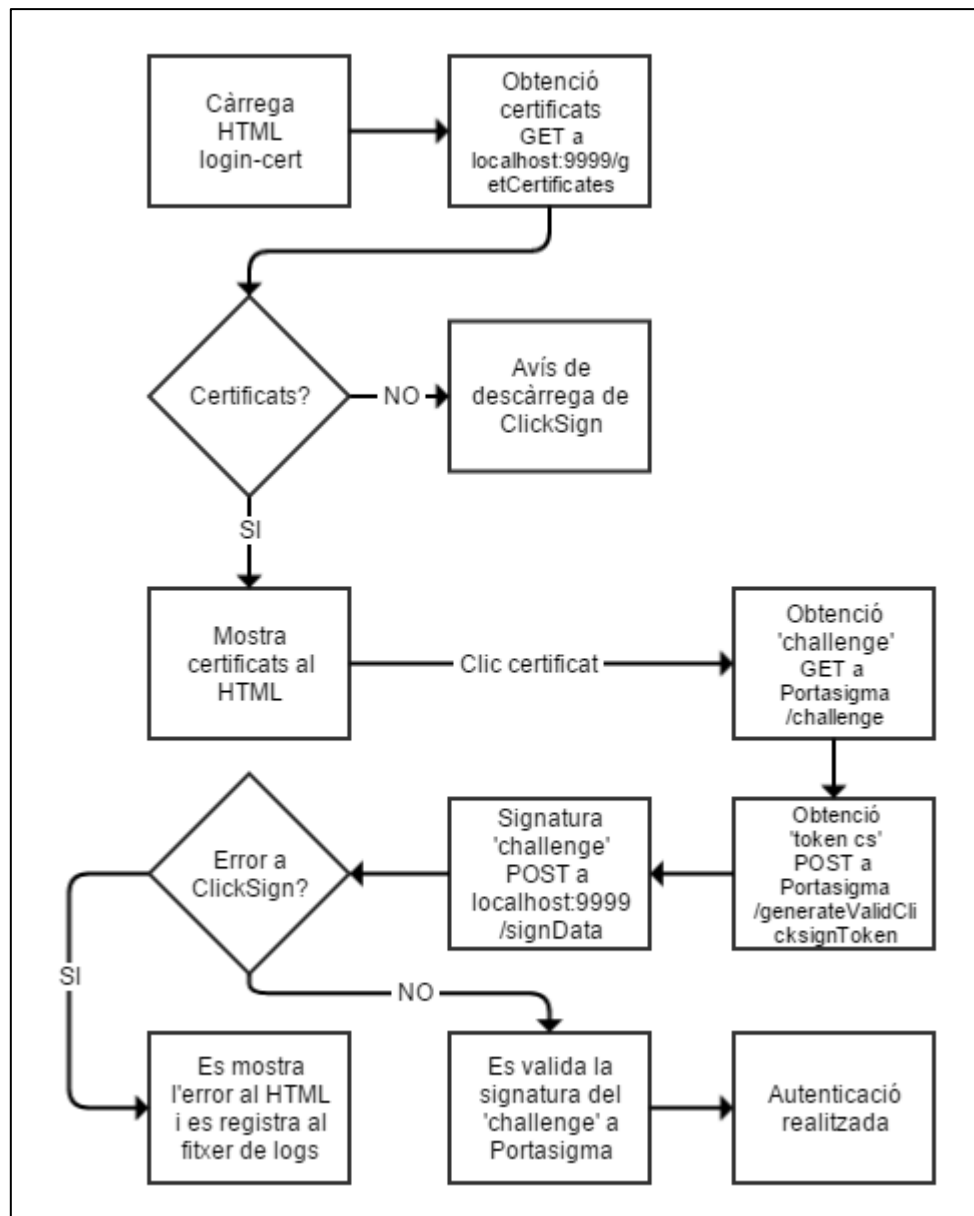 Càrrega
HTML
login-cert
Obtenció
certificats
GET a
localhost:9999/g
etCertificates
Certificats?
NO
Avís de
descàrrega de
ClickSign
SI
Mostra
certificats al
HTML
Clic certificat
Obtenció
'challenge'
GET a
Portasigma
/challenge
Obtenció
'token cs'
POST a
Portasigma
/generateValidCli
cksignToken
Signatura
'challenge'
POST a
localhost:9999
/signData
Error a
ClickSign?
SI
NO
Es mostra
l'error al HTML
i es registra al
fitxer de logs
Es valida la
signatura del
'challenge' a
Portasigma
Autenticació
realitzada